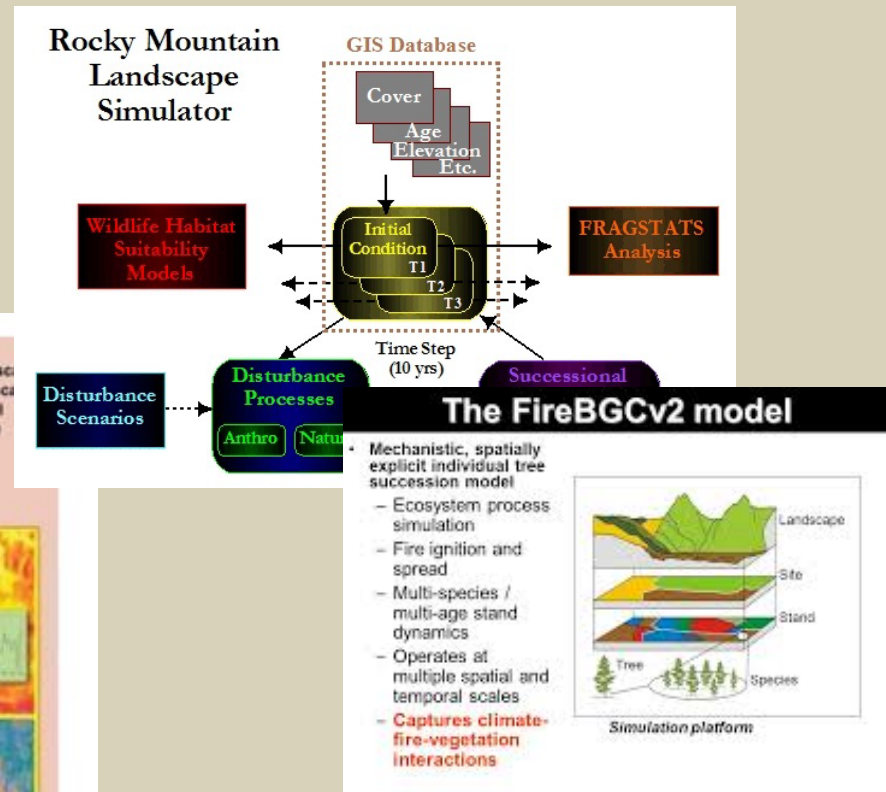 Rocky Mountain
Landscape
Simulator
GIS Database
Cover
Age
Elevation
Etc.
Wildlife Habitat
Suitability
Models
Initial
Condition
T1
T2
T3
FRAGSTATS
Analysis
Time Step
(10 yrs)
Disturbance
Scenarios
Disturbance
Processes
Anthro
Successional
The FireBGCv2 model
• Mechanistic, spatially
explicit individual tree
succession model
– Ecosystem process
simulation
– Fire ignition and
spread
– Multi-species /
multi-age stand
dynamics
– Operates at
multiple spatial and
temporal scales
– Captures climate-
fire-vegetation
interactions
Landscape
Site
Stand
Tree
Species
Simulation platform